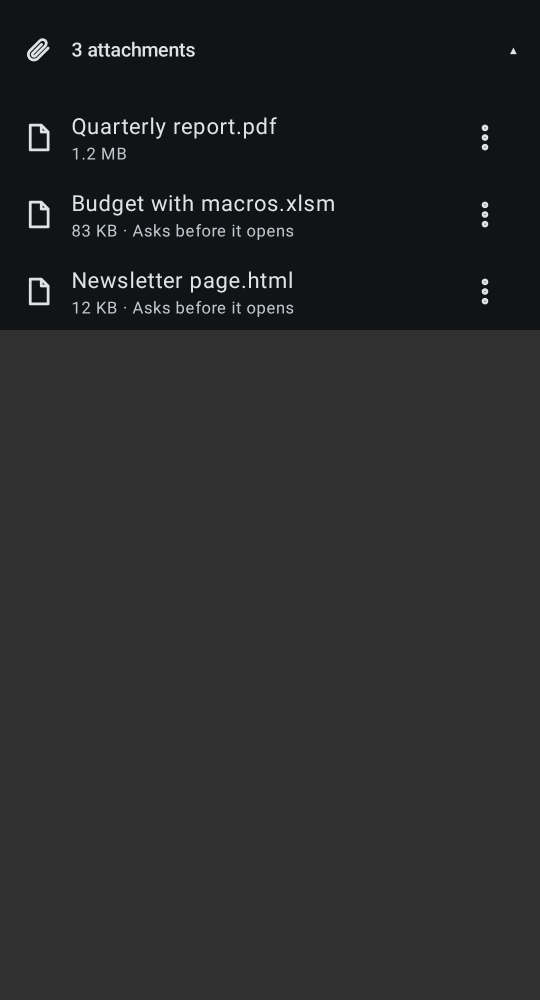 3 attachments
Quarterly report.pdf
1.2 MB
Budget with macros.xlsm
83 KB · Asks before it opens
Newsletter page.html
12 KB · Asks before it opens